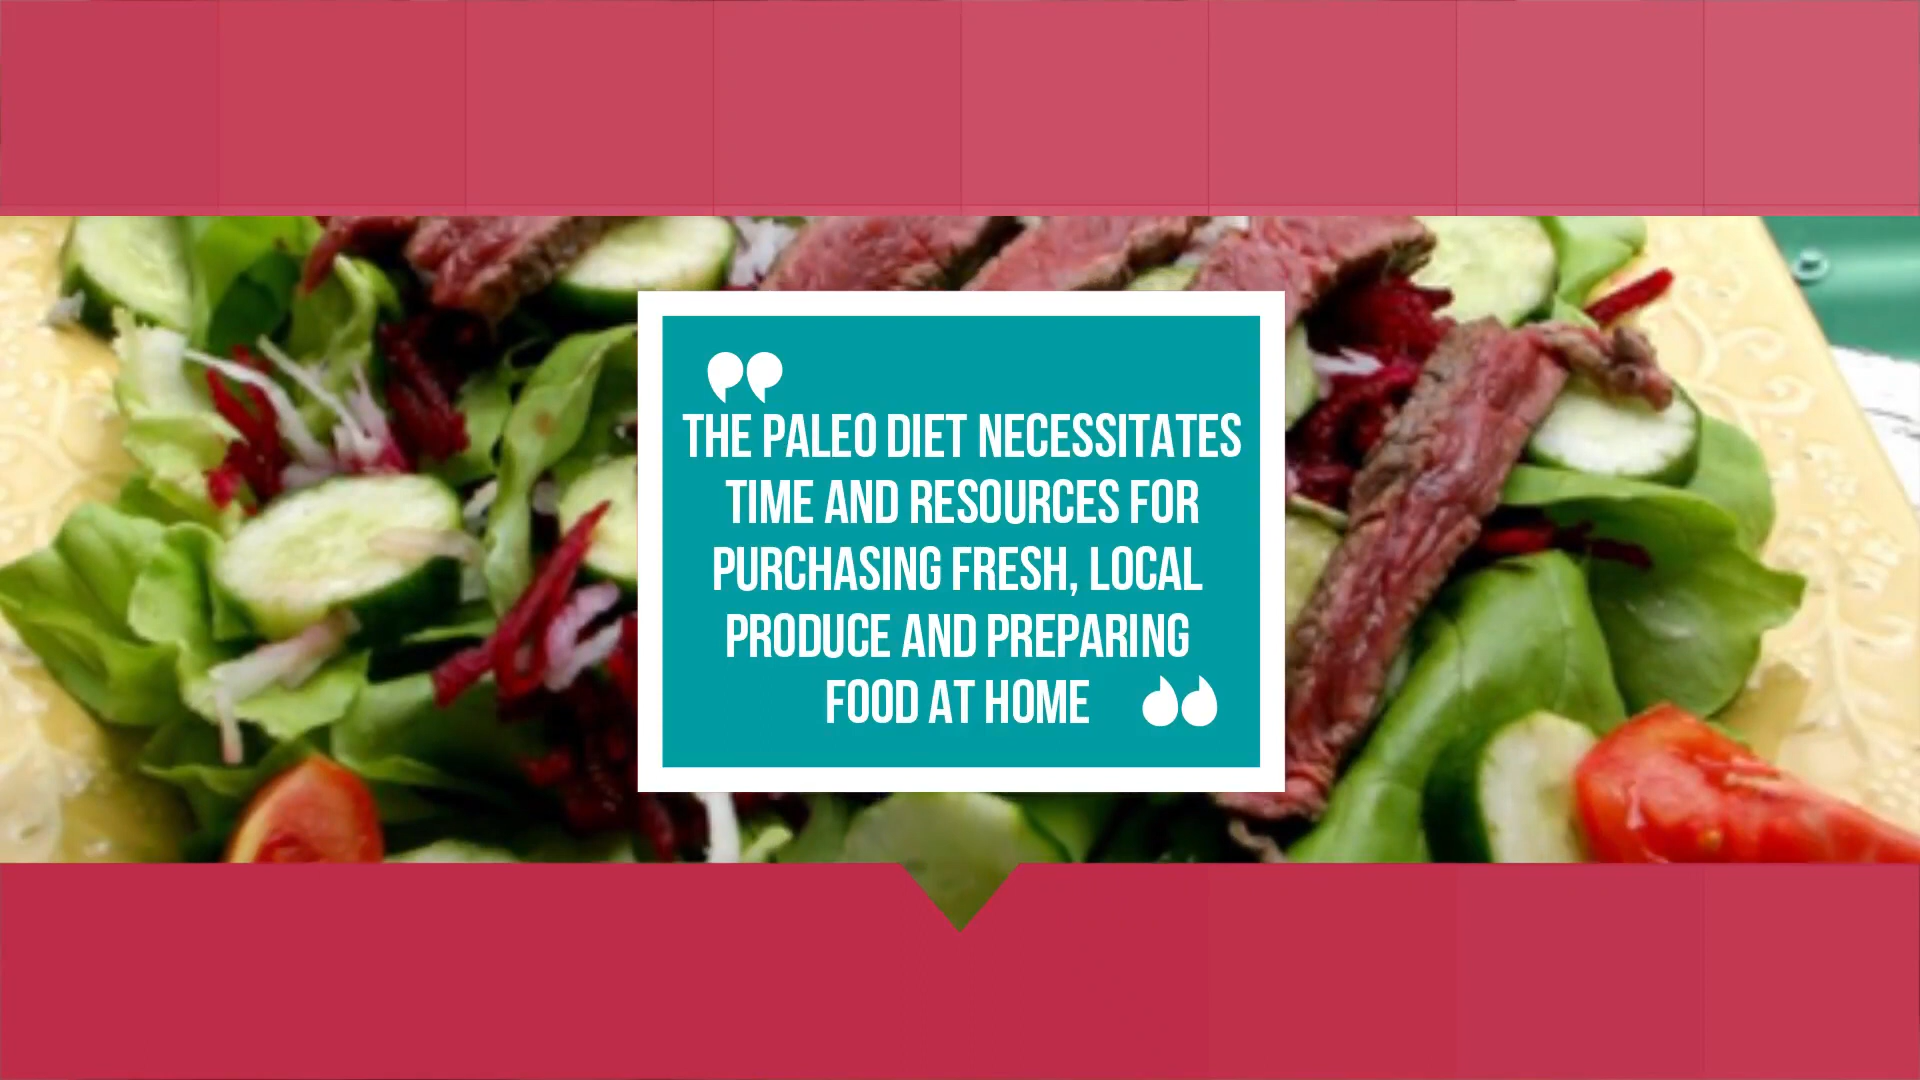 ❟❟
THE PALEO DIET NECESSITATES
TIME AND RESOURCES FOR
PURCHASING FRESH, LOCAL
PRODUCE AND PREPARING
FOOD AT HOME ❛❛